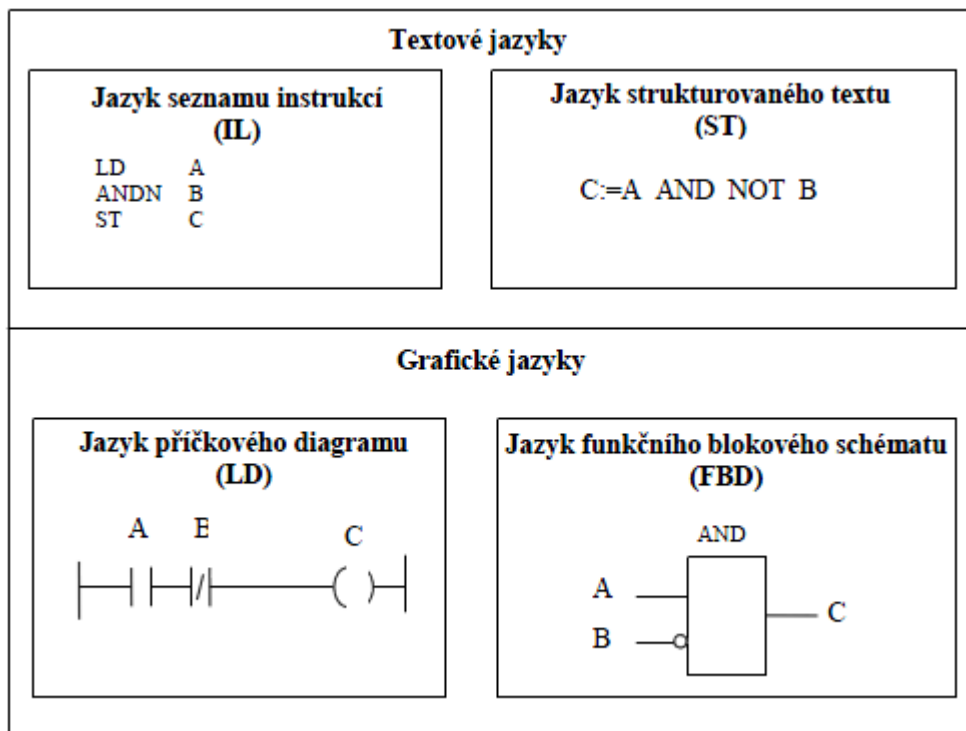 Textové jazyky
Jazyk seznamu instrukcí
(IL)
LD A
ANDN B
ST C
Jazyk strukturovaného textu
(ST)
C:=A AND NOT B
Grafické jazyky
Jazyk příčkového diagramu
(LD)
A B C
Jazyk funkčního blokového schématu
(FBD)
AND
A
B
C